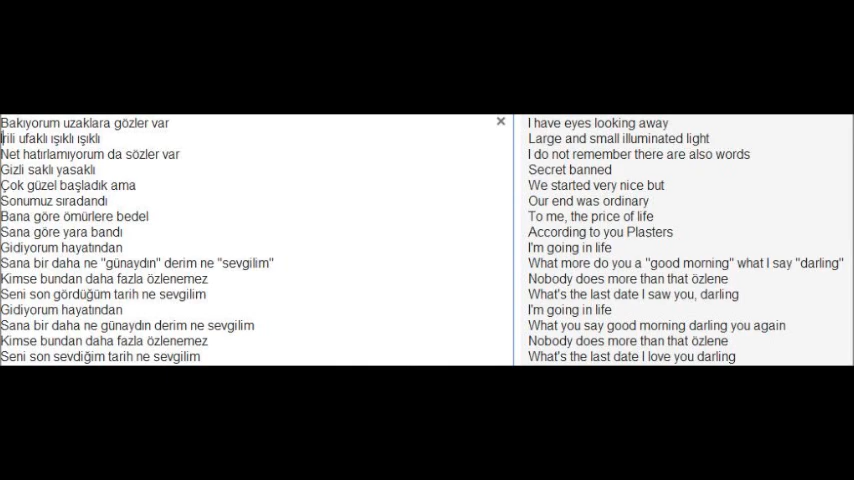 Bakıyorum uzaklara gözler var
İrili ufaklı ışıklı ışıklı
Net hatırlamıyorum da sözler var
Gizli saklı yasaklı
Çok güzel başladık ama
Sonumuz sıradandı
Bana göre ömürlere bedel
Sana göre yara bandı
Gidiyorum hayatından
Sana bir daha ne "günaydın" derim ne "sevgilim"
Kimse bundan daha fazla özlenemez
Seni son gördüğüm tarih ne sevgilim
Gidiyorum hayatından
Sana bir daha ne günaydın derim ne sevgilim
Kimse bundan daha fazla özlenemez
Seni son sevdiğim tarih ne sevgilim
I have eyes looking away
Large and small illuminated light
I do not remember there are also words
Secret banned
We started very nice but
Our end was ordinary
To me, the price of life
According to you Plasters
I'm going in life
What more do you a "good morning" what I say "darling"
Nobody does more than that özlene
What's the last date I saw you, darling
I'm going in life
What you say good morning darling you again
Nobody does more than that özlene
What's the last date I love you darling